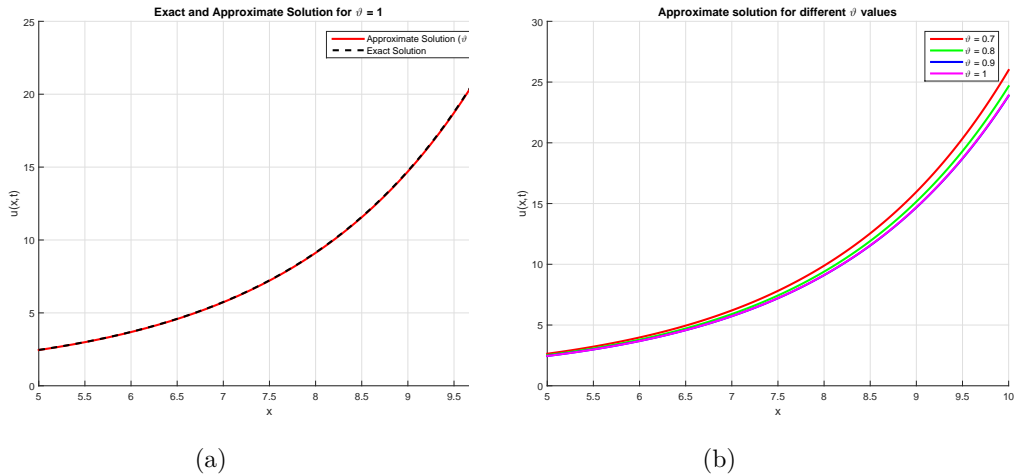 Exact and Approximate Solution for ϑ = 1
25
20
15
10
5
0
u(x,t)
Approximate Solution (ϑ
Exact Solution
5 5.5 6 6.5 7 7.5 8 8.5 9 9.5
x
(a)
Approximate solution for different ϑ values
30
25
20
15
10
5
0
u(x,t)
ϑ = 0.7
ϑ = 0.8
ϑ = 0.9
ϑ = 1
5 5.5 6 6.5 7 7.5 8 8.5 9 9.5 10
x
(b)